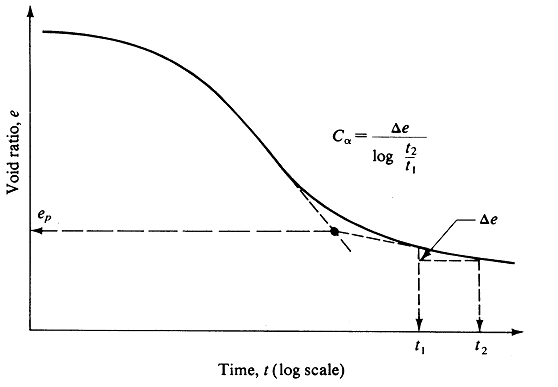 Void ratio, e
C_α = Δe / log t₂/t₁
e_p
Δe
t₁
t₂
Time, t (log scale)